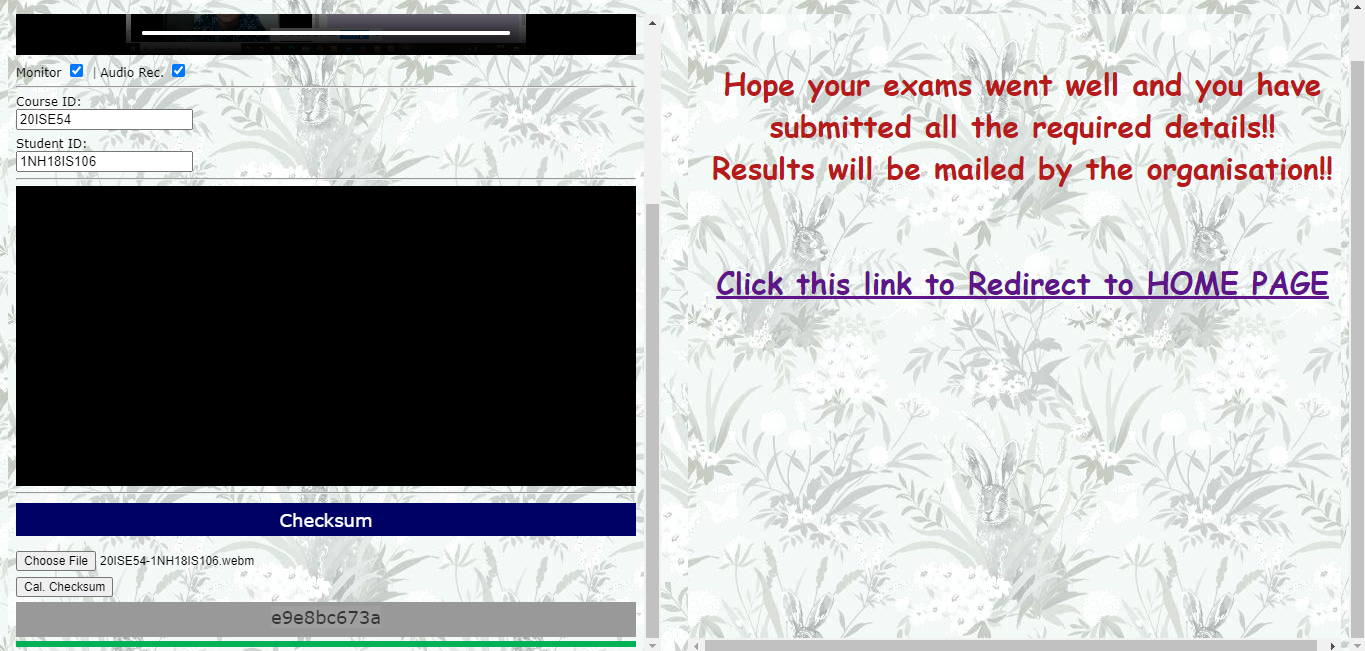 Monitor | Audio Rec.
Course ID:
20ISE54
Student ID:
1NH18IS106
Checksum
Choose File 20ISE54-1NH18IS106.webm
Cal. Checksum
e9e8bc673a
Hope your exams went well and you have
submitted all the required details!!
Results will be mailed by the organisation!!
Click this link to Redirect to HOME PAGE